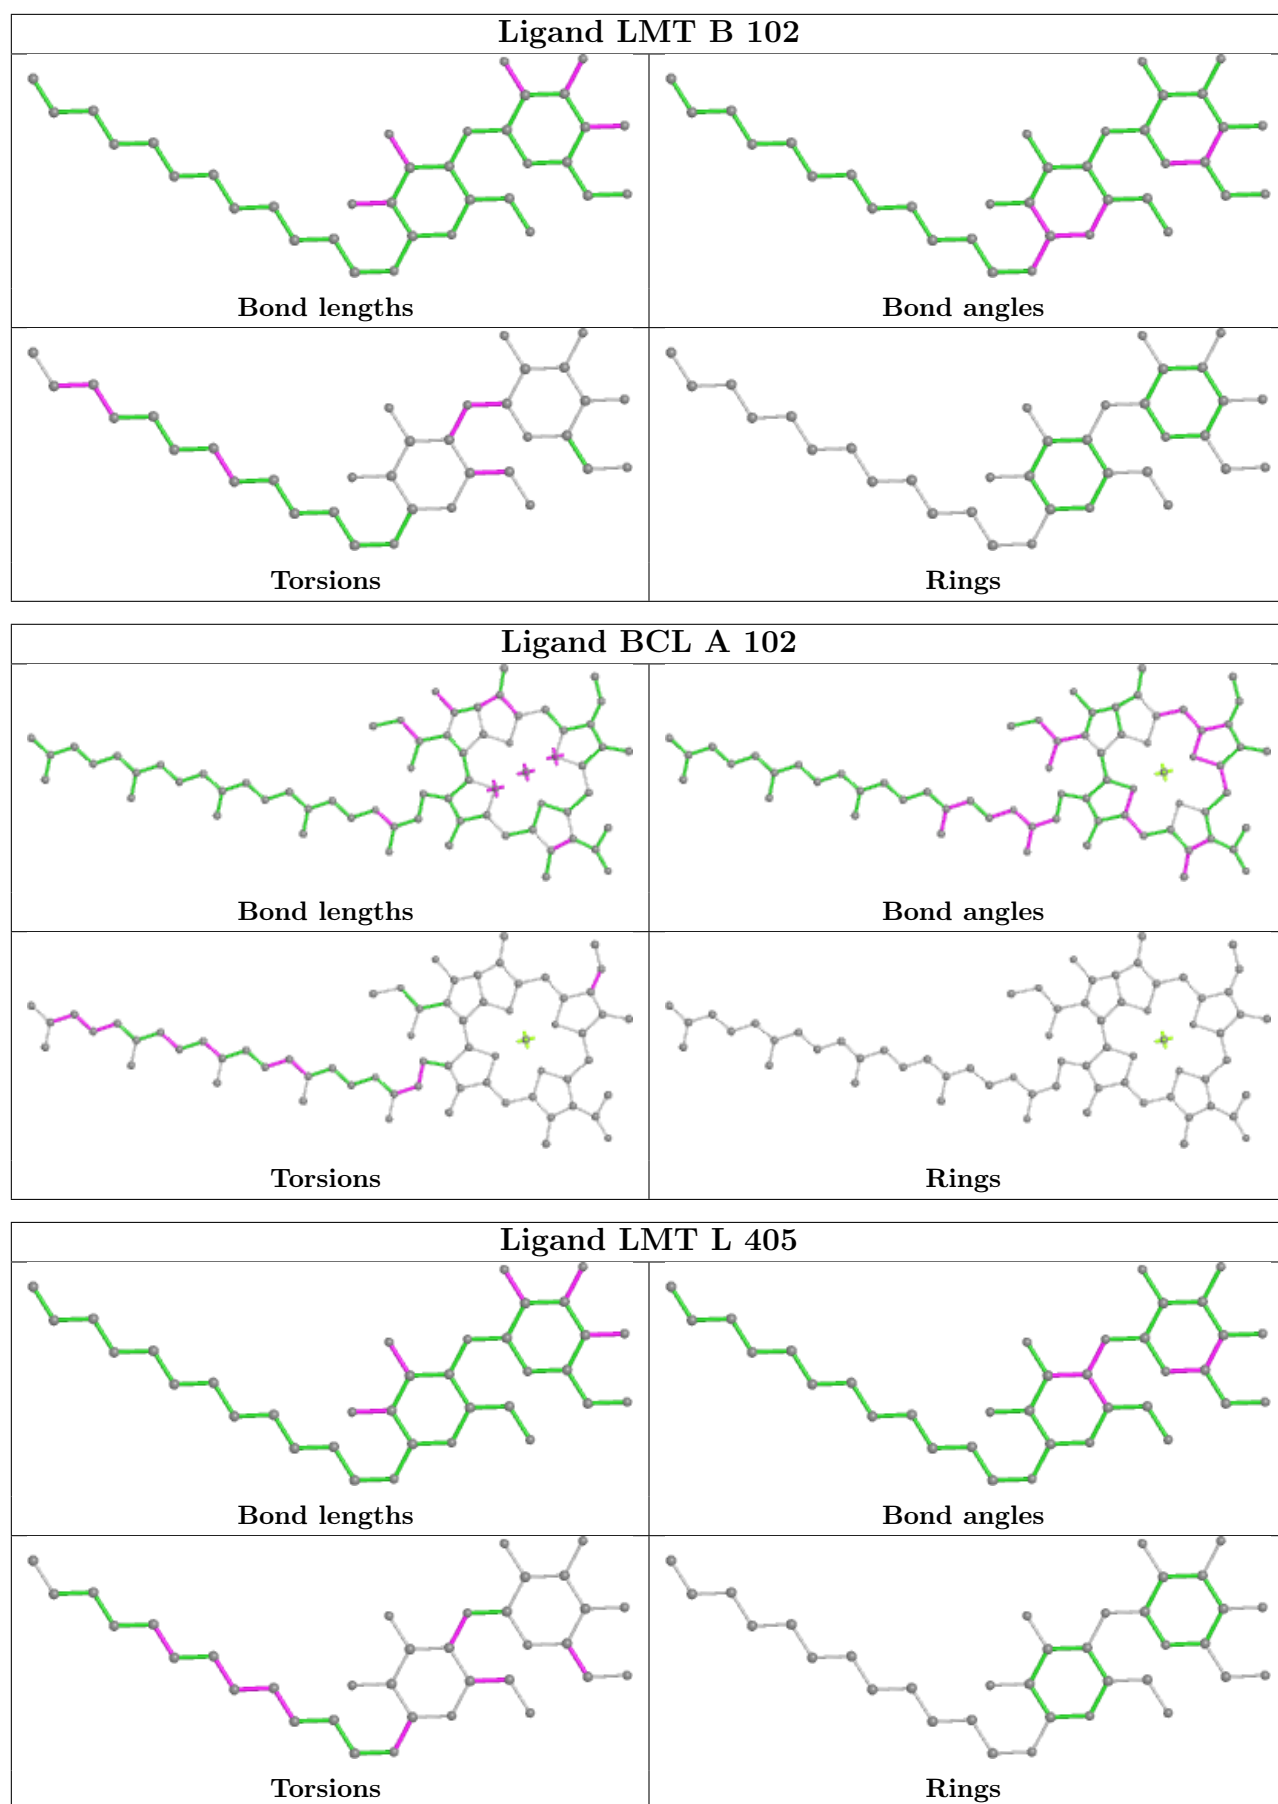 Ligand LMT B 102
Bond lengths
Bond angles
Torsions
Rings
Ligand BCL A 102
Bond lengths
Bond angles
Torsions
Rings
Ligand LMT L 405
Bond lengths
Bond angles
Torsions
Rings